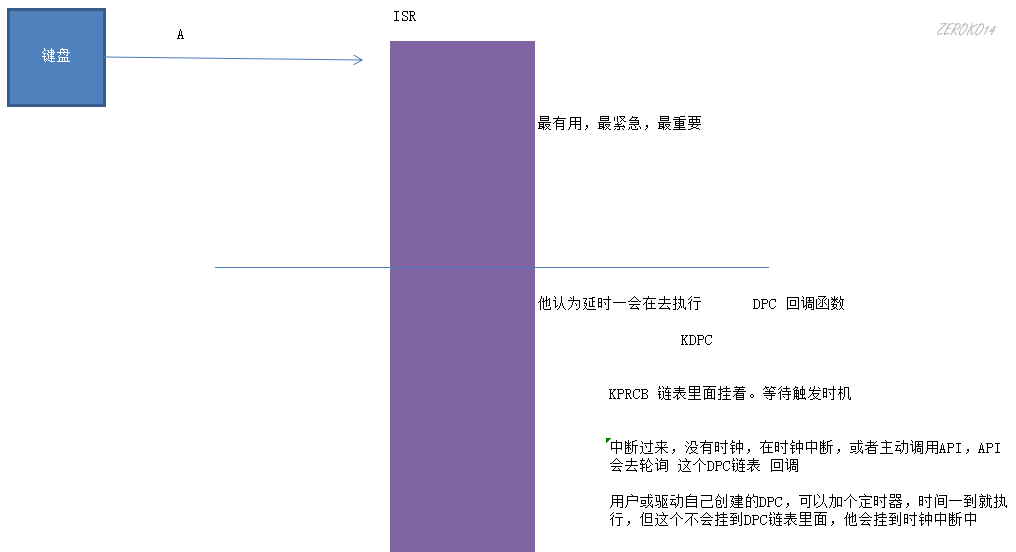 ISR
ZEROKO14
A
键盘
最有用，最紧急，最重要
他认为延时一会在去执行 DPC 回调函数
KDPC
KPRCB 链表里面挂着。等待触发时机
中断过来，没有时钟，在时钟中断，或者主动调用API，API
会去轮询 这个DPC链表 回调
用户或驱动自己创建的DPC，可以加个定时器，时间一到就执
行，但这个不会挂到DPC链表里面，他会挂到时钟中断中